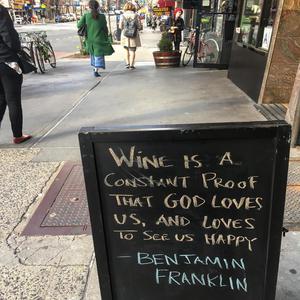 WINE IS A
CONSTANT PROOF
THAT GOD LOVES
US, AND LOVES
TO SEE US HAPPY
- BENJAMIN
FRANKLIN